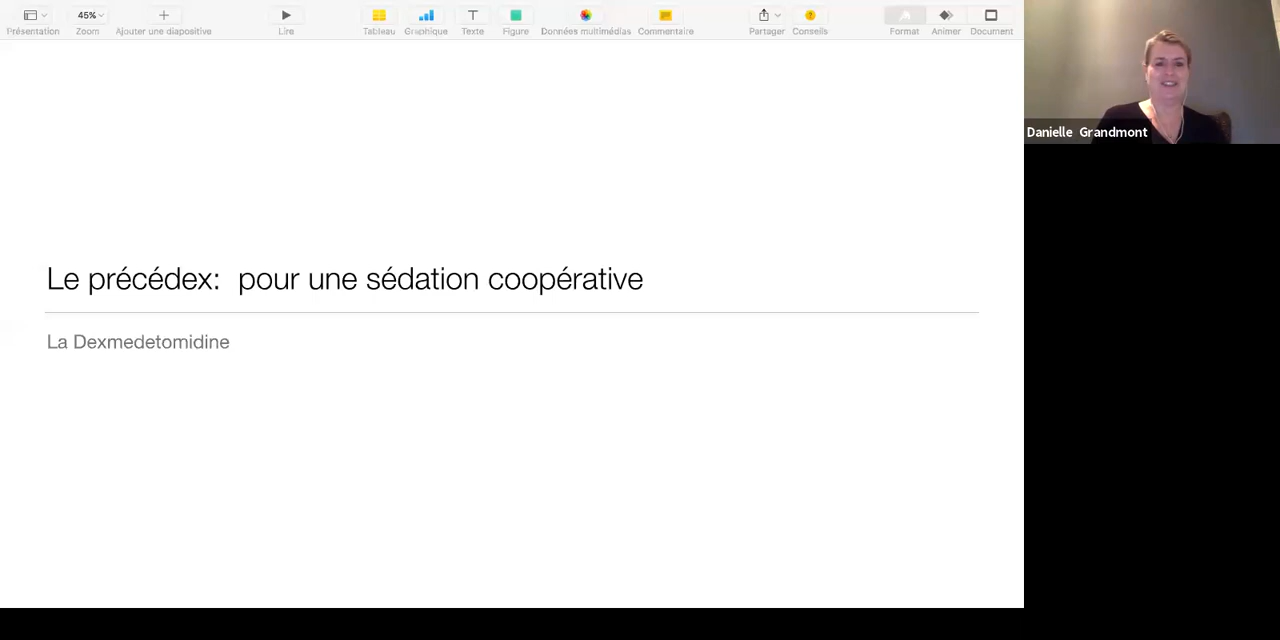 45%
Présentation Zoom Ajouter une diapositive Lire Tableau Graphique Texte Figure Données multimédias Commentaire Partager Conseils Format Animer Document
Danielle Grandmont
Le précédex: pour une sédation coopérative
La Dexmedetomidine